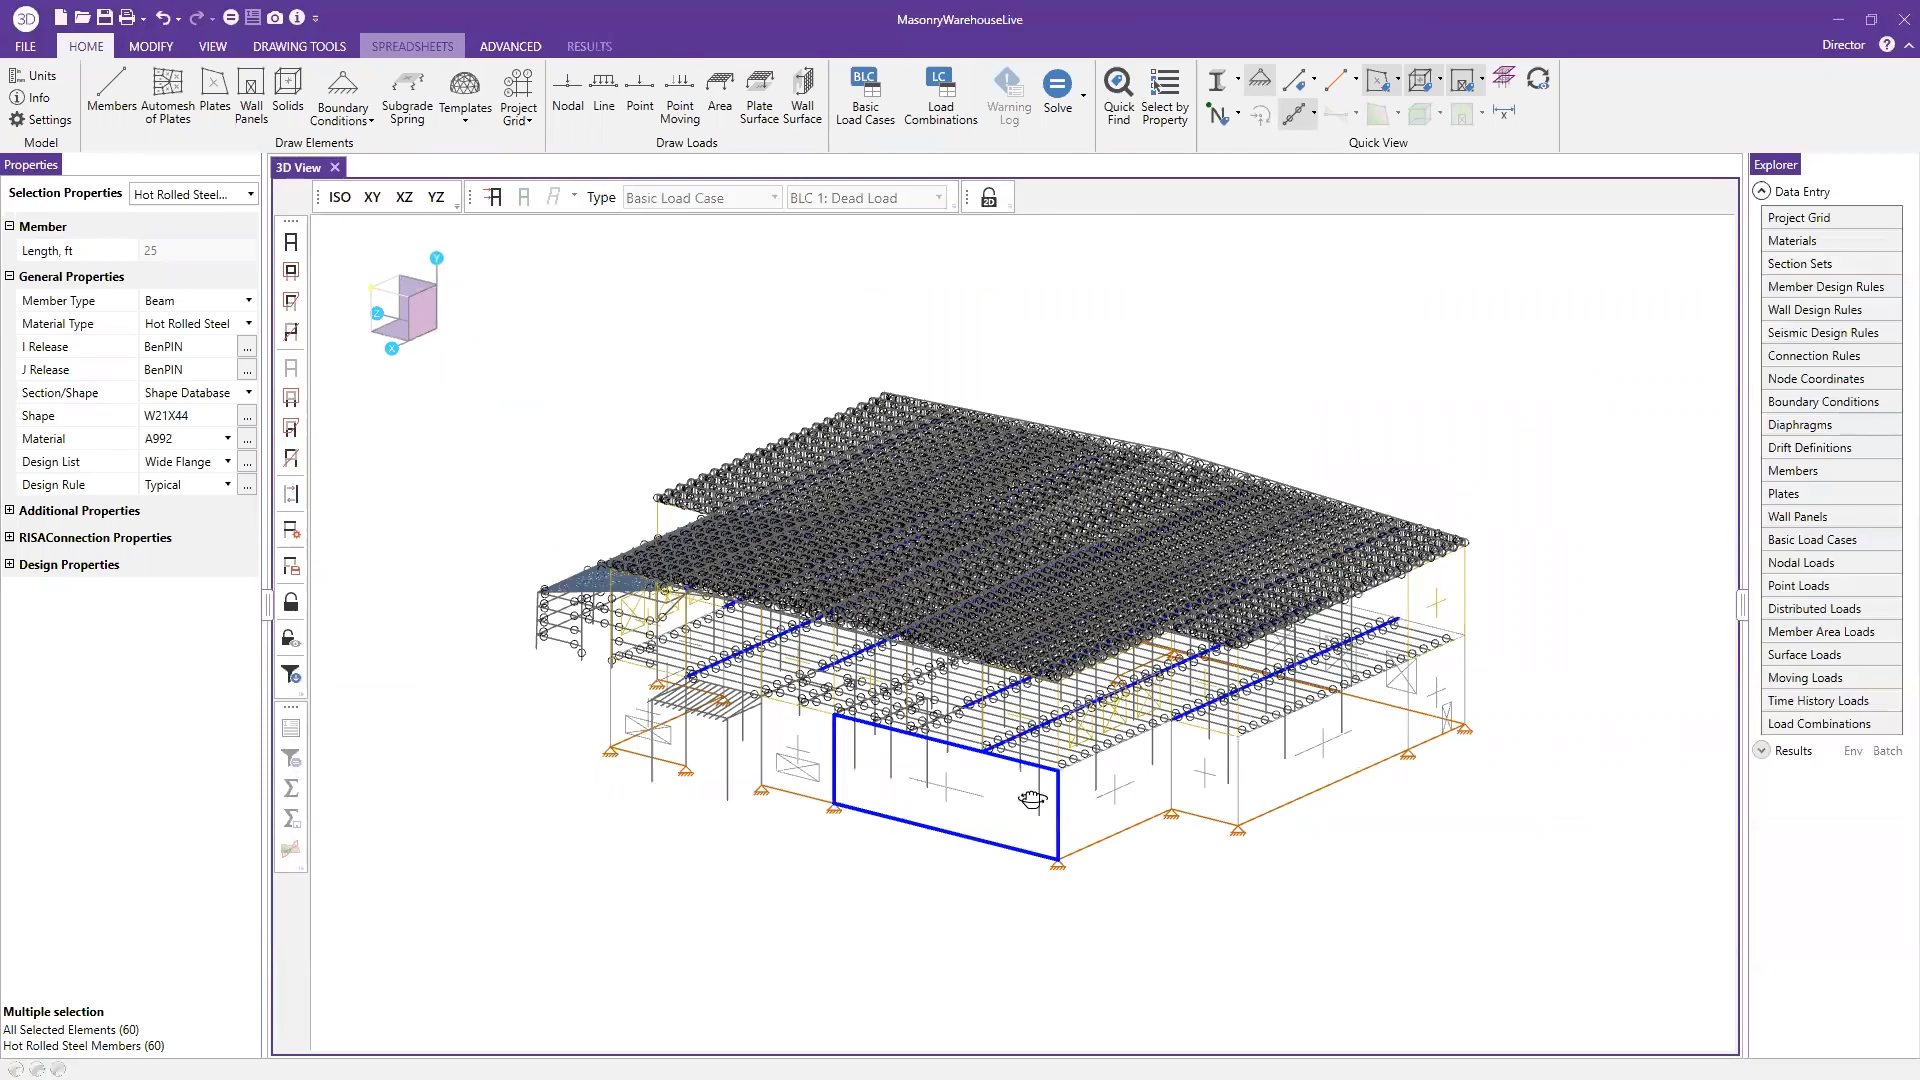 3D
MasonryWarehouseLive
FILE HOME MODIFY VIEW DRAWING TOOLS SPREADSHEETS ADVANCED RESULTS
Director ?
Units
Info
Settings
Model
Members
Automesh of Plates
Plates
Wall Panels
Solids
Boundary Conditions
Subgrade Spring
Templates
Project Grid
Draw Elements
Nodal
Line
Point
Point Moving
Area
Plate Surface
Wall Surface
Draw Loads
BLC
Basic Load Cases
LC
Load Combinations
Warning Log
Solve
Quick Find
Select by Property
N
Quick View
Properties
Selection Properties Hot Rolled Steel...
Member
Length, ft 25
General Properties
Member Type Beam
Material Type Hot Rolled Steel
I Release BenPIN ...
J Release BenPIN ...
Section/Shape Shape Database
Shape W21X44 ...
Material A992 ...
Design List Wide Flange ...
Design Rule Typical ...
Additional Properties
RISAConnection Properties
Design Properties
Multiple selection
All Selected Elements (60)
Hot Rolled Steel Members (60)
3D View
ISO XY XZ YZ Type Basic Load Case BLC 1: Dead Load 2D
Y
Z
X
Explorer
Data Entry
Project Grid
Materials
Section Sets
Member Design Rules
Wall Design Rules
Seismic Design Rules
Connection Rules
Node Coordinates
Boundary Conditions
Diaphragms
Drift Definitions
Members
Plates
Wall Panels
Basic Load Cases
Nodal Loads
Point Loads
Distributed Loads
Member Area Loads
Surface Loads
Moving Loads
Time History Loads
Load Combinations
Results Env Batch